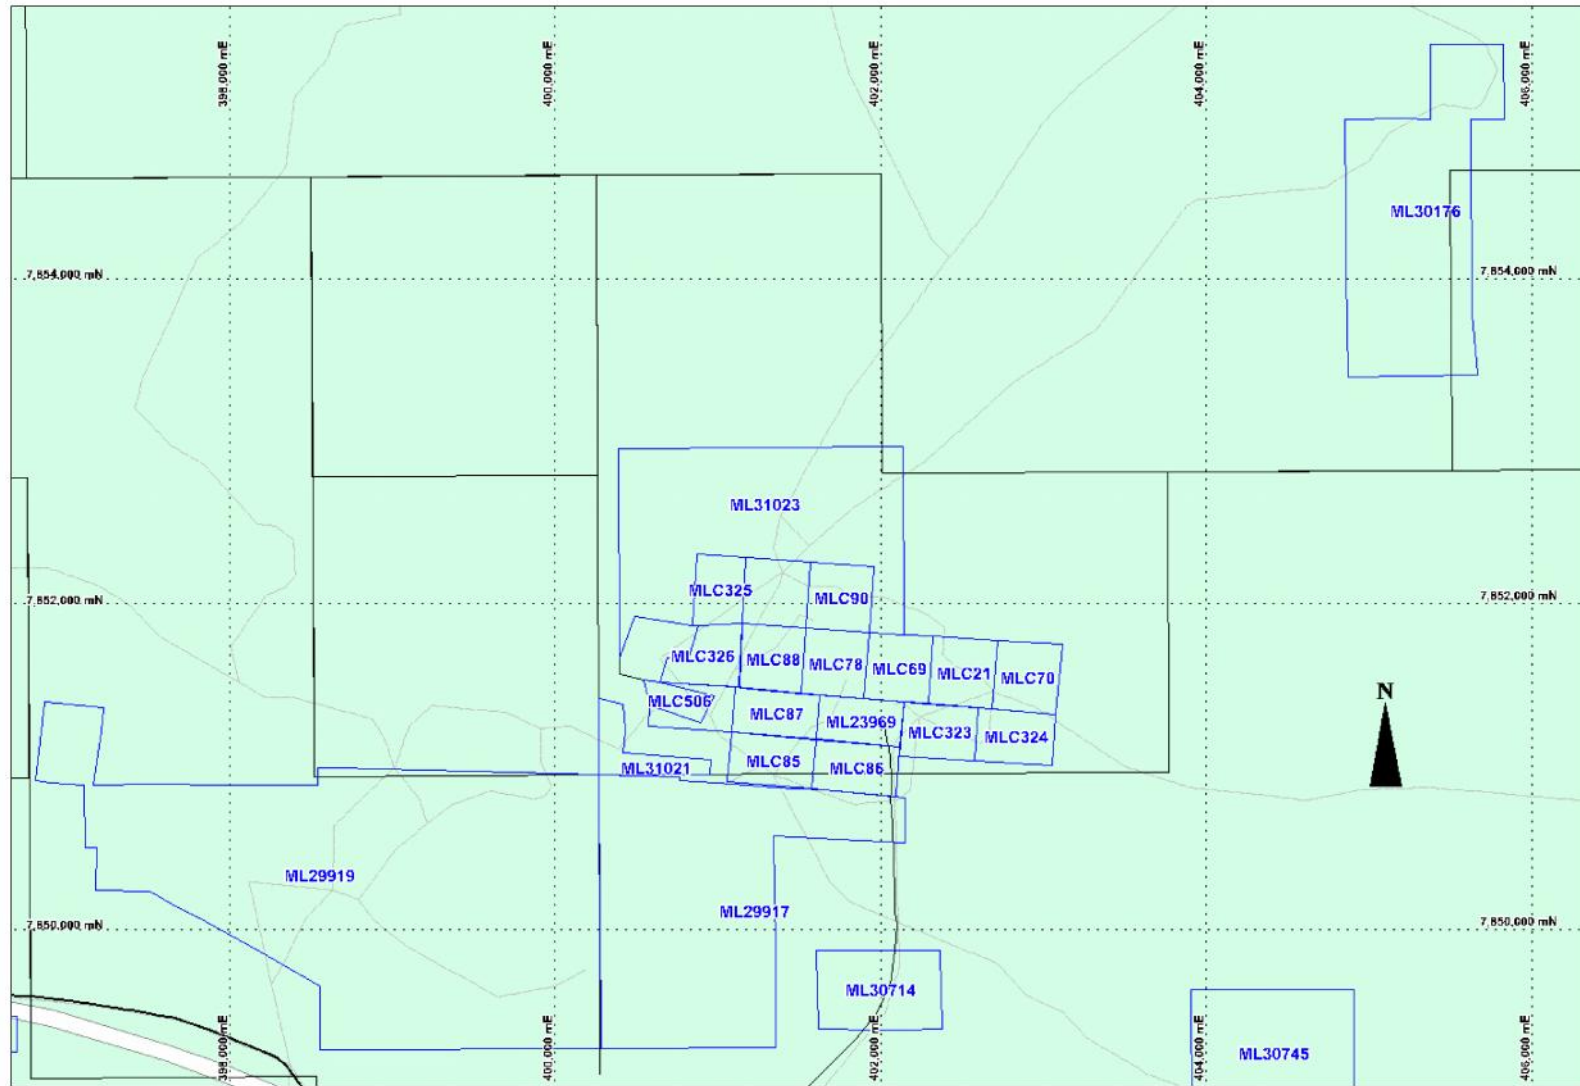 398,000 mE
400,000 mE
402,000 mE
404,000 mE
406,000 mE
ML30176
7,854,000 mN
7,854,000 mN
ML31023
MLC325
MLC90
7,852,000 mN
7,852,000 mN
MLC326
MLC88
MLC78
MLC69
MLC21
MLC70
MLC506
MLC87
ML23969
MLC323
MLC324
N
ML31021
MLC85
MLC86
ML29919
ML29917
7,850,000 mN
7,850,000 mN
ML30714
ML30745
398,000 mE
400,000 mE
402,000 mE
404,000 mE
406,000 mE